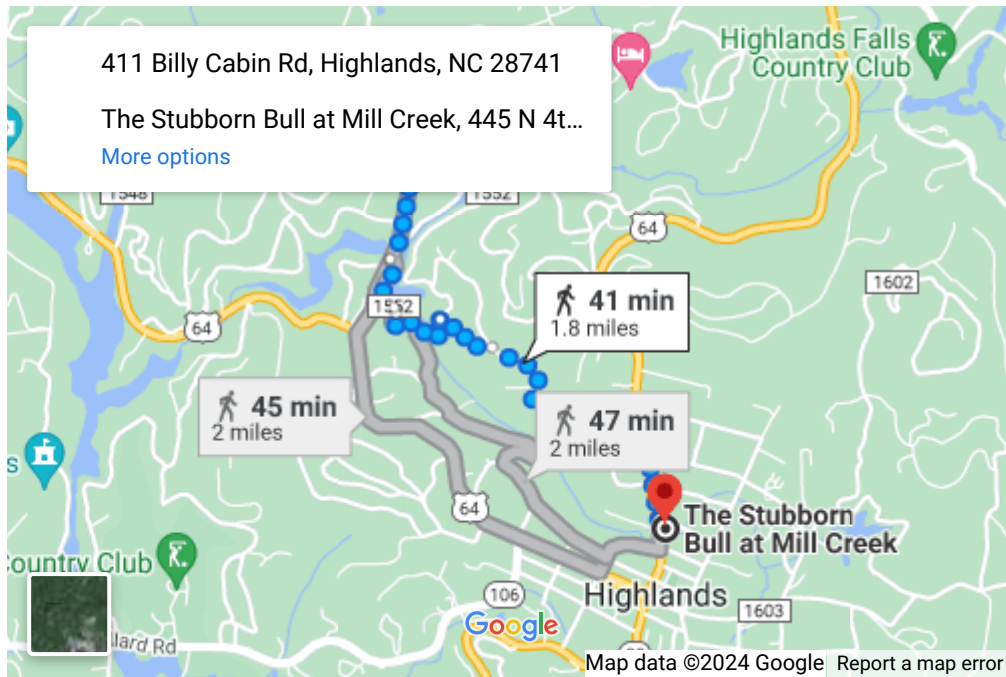 411 Billy Cabin Rd, Highlands, NC 28741
The Stubborn Bull at Mill Creek, 445 N 4t...
More options
Highlands Falls
Country Club
1548
1552
64
1602
41 min
1.8 miles
1552
64
45 min
2 miles
47 min
2 miles
s
64
The Stubborn
Bull at Mill Creek
Country Club
106
Highlands
1603
Google
llard Rd
Map data ©2024 Google
Report a map error